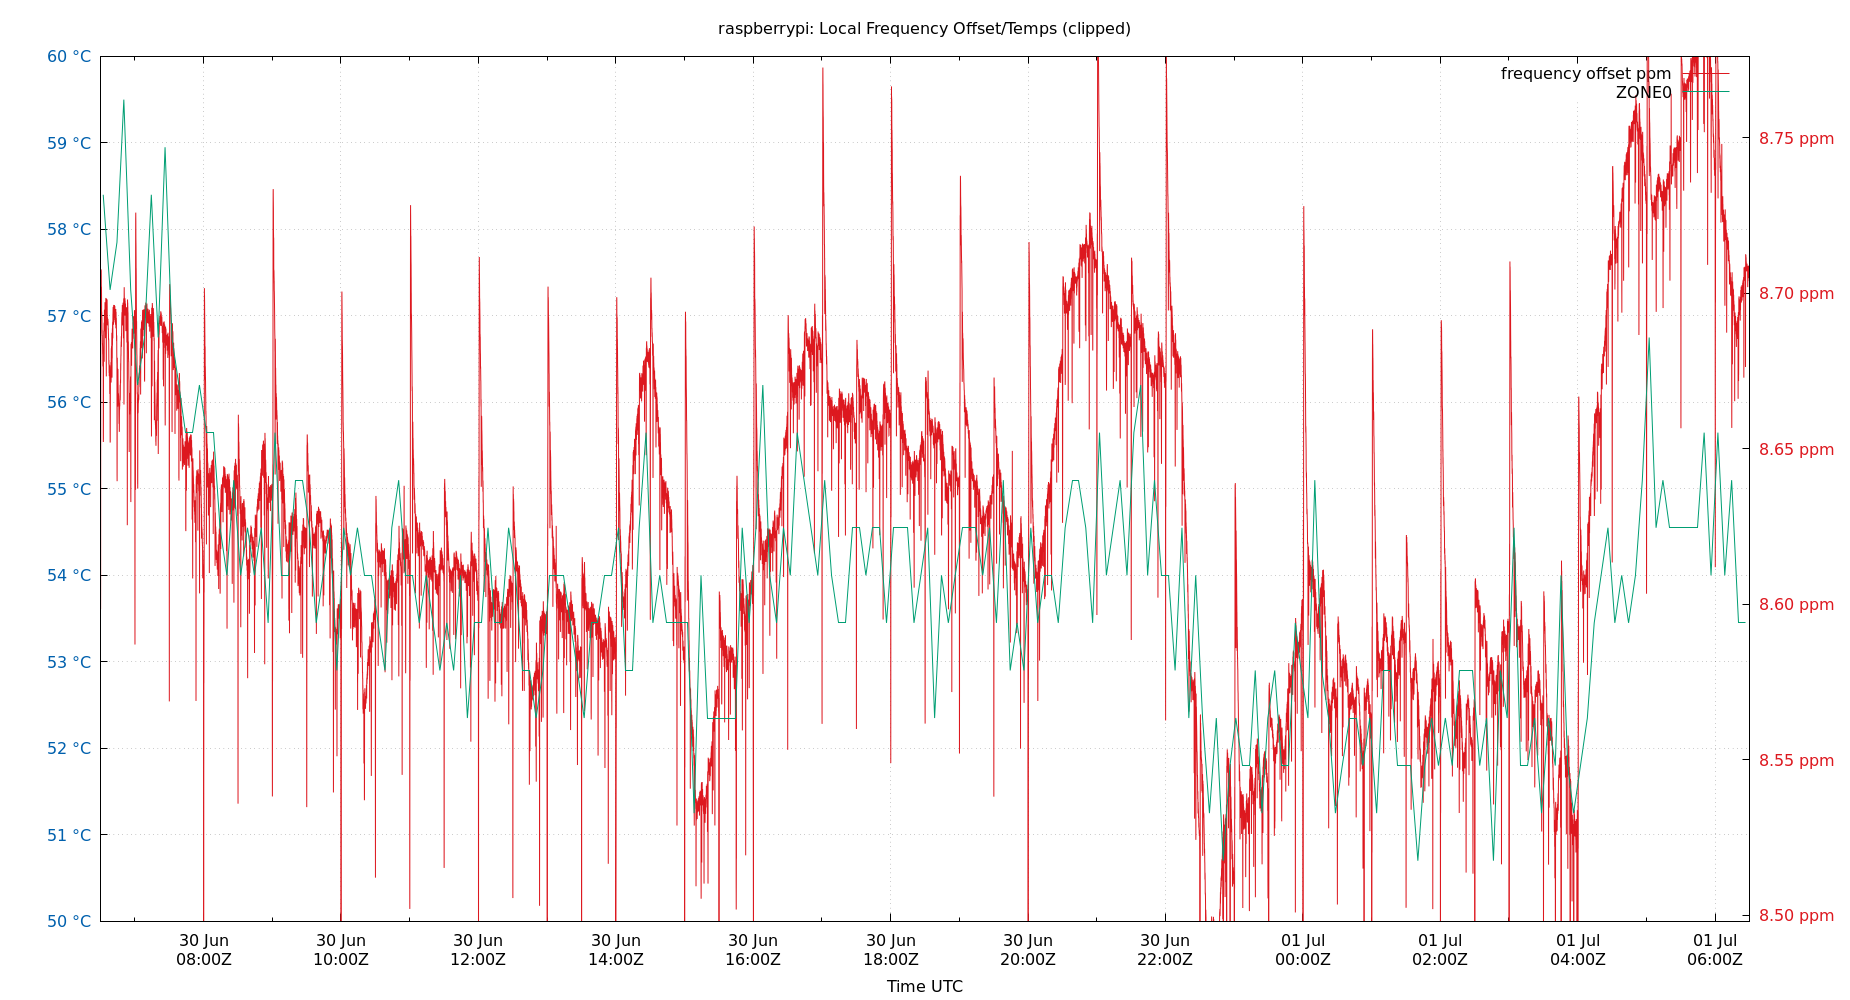 raspberrypi: Local Frequency Offset/Temps (clipped)
60 °C
59 °C
58 °C
57 °C
56 °C
55 °C
54 °C
53 °C
52 °C
51 °C
50 °C
frequency offset ppm
ZONE0
8.75 ppm
8.70 ppm
8.65 ppm
8.60 ppm
8.55 ppm
8.50 ppm
30 Jun 30 Jun 30 Jun 30 Jun 30 Jun 30 Jun 30 Jun 30 Jun 01 Jul 01 Jul 01 Jul 01 Jul
08:00Z 10:00Z 12:00Z 14:00Z 16:00Z 18:00Z 20:00Z 22:00Z 00:00Z 02:00Z 04:00Z 06:00Z
Time UTC